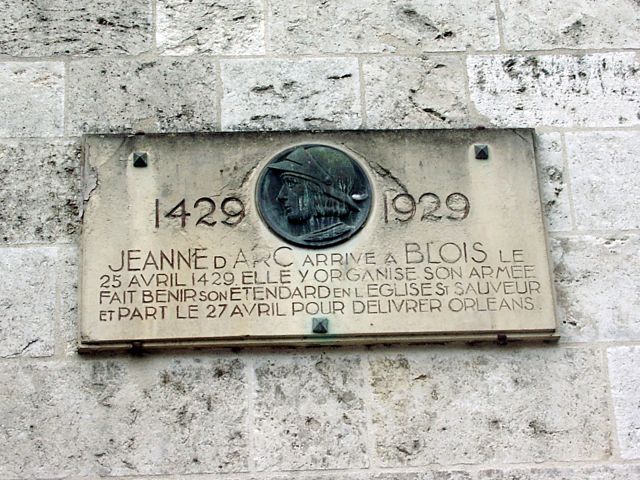 1429 1929
JEANNE D ARC ARRIVE A BLOIS LE
25 AVRIL 1429. ELLE Y ORGANISE SON ARMEE
FAIT BENIR SON ETENDARD EN L'EGLISE ST SAUVEUR
ET PART LE 27 AVRIL POUR DELIVRER ORLEANS.